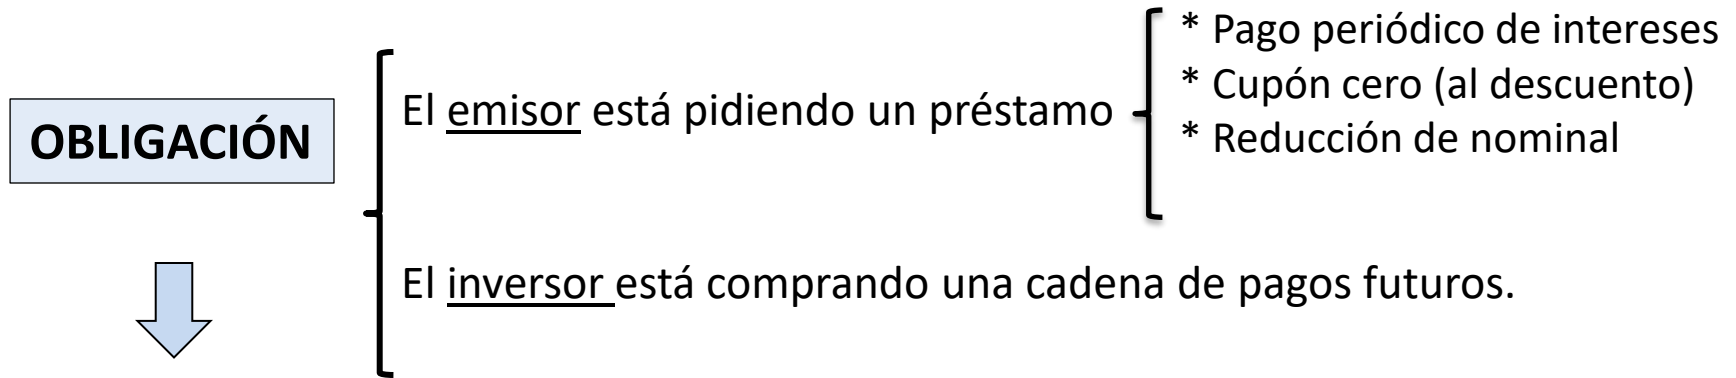 OBLIGACIÓN
El emisor está pidiendo un préstamo
* Pago periódico de intereses
* Cupón cero (al descuento)
* Reducción de nominal
El inversor está comprando una cadena de pagos futuros.